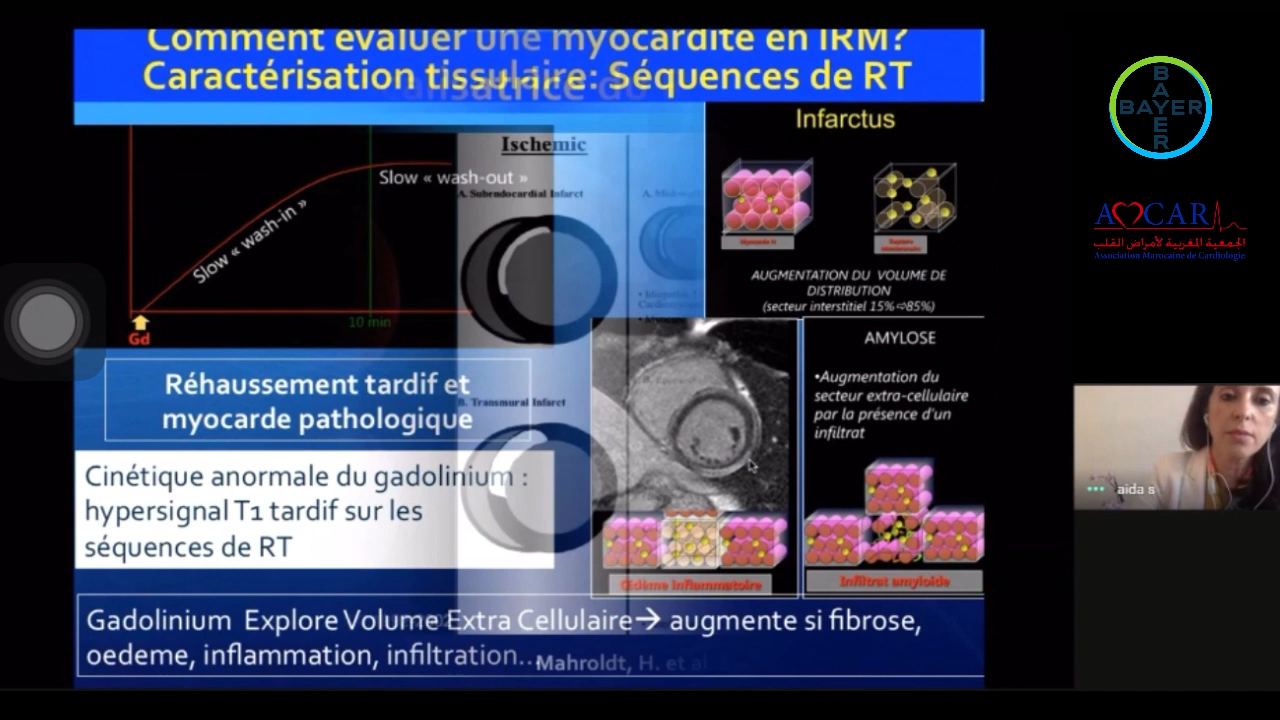 Comment évaluer une myocardite en IRM?
Caractérisation tissulaire: Séquences de RT
Slow « wash-in »
Slow « wash-out »
10 min
Gd
Ischemic
A. Subendocardial Infarct
B. Transmural Infarct
Infarctus
AUGMENTATION DU VOLUME DE
DISTRIBUTION
(secteur interstitiel 15%⇨85%)
AMYLOSE
•Augmentation du
secteur extra-cellulaire
par la présence d'un
infiltrat
Réhaussement tardif et
myocarde pathologique
Cinétique anormale du gadolinium :
hypersignal T1 tardif sur les
séquences de RT
Oedème inflammatoire
Infiltrat amyloide
Gadolinium Explore Volume Extra Cellulaire→ augmente si fibrose,
oedeme, inflammation, infiltration...
Mahroldt, H. et al
BAYER
BAYER
AMCAR
الجمعية المغربية لأمراض القلب
Association Marocaine de Cardiologie
aida s